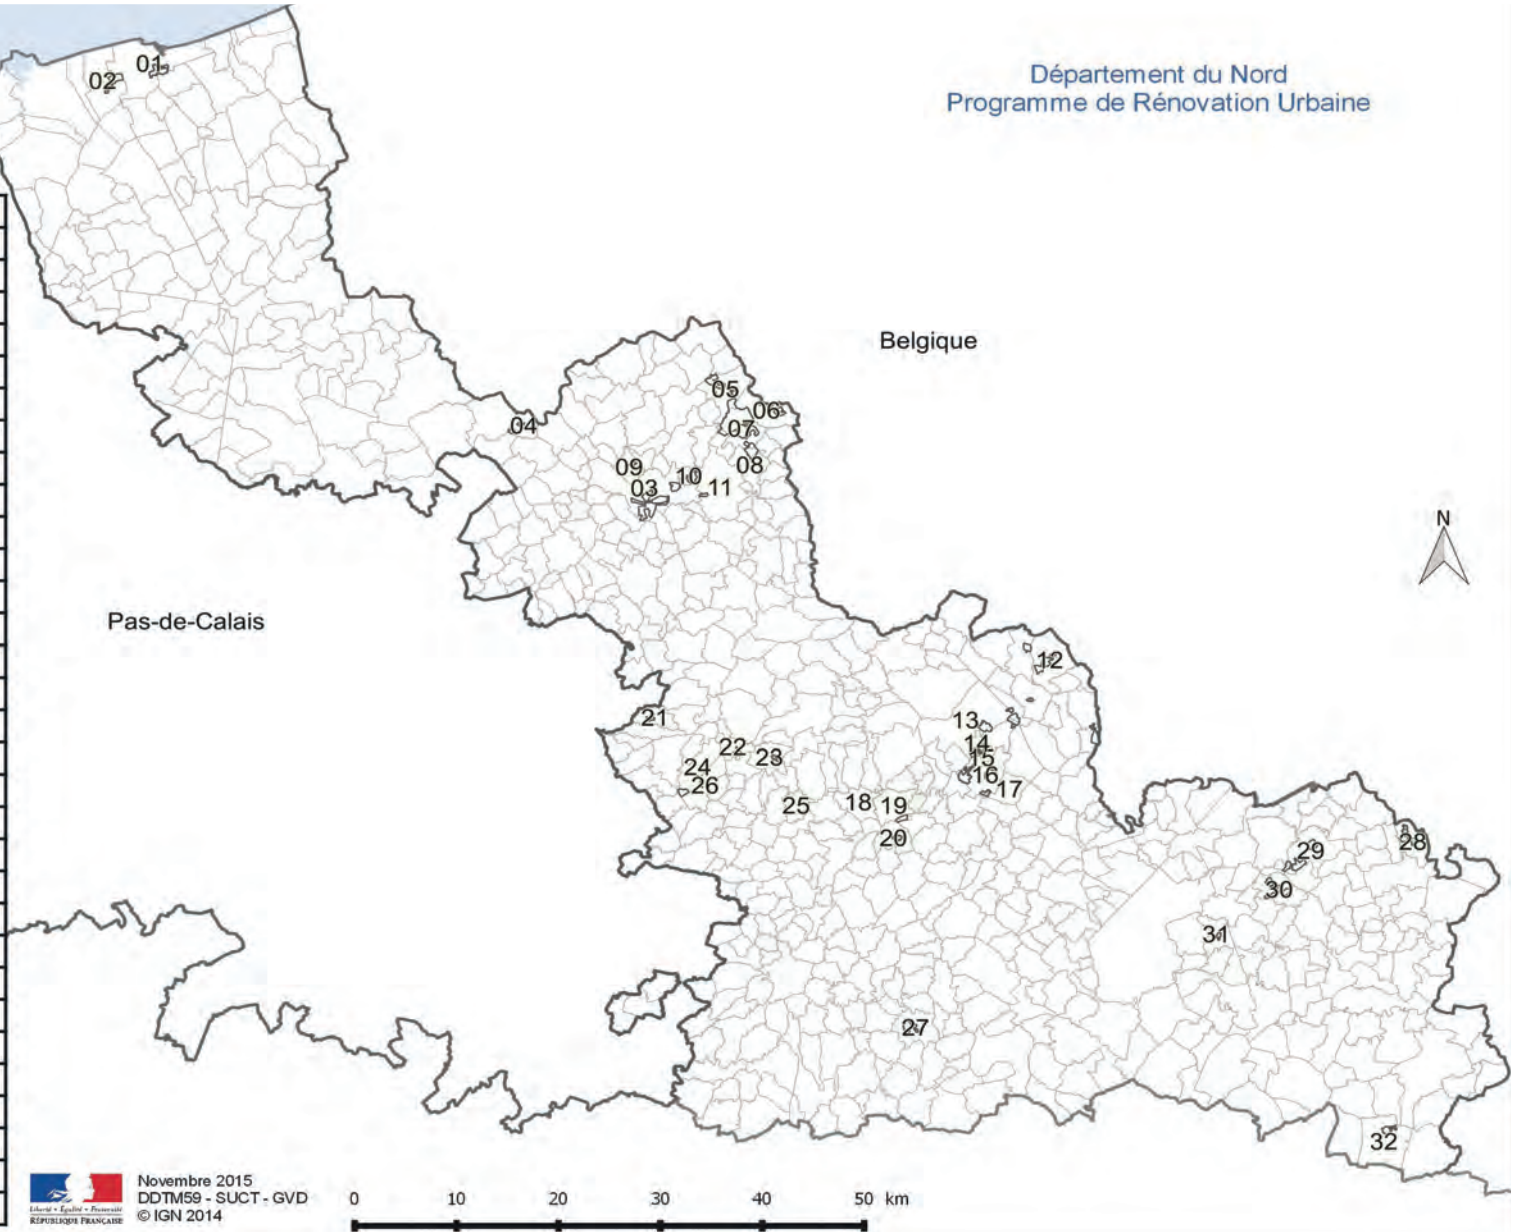 Département du Nord
Programme de Rénovation Urbaine
01
02
Belgique
05
06
04
07
09
08
10
03
11
N
Pas-de-Calais
12
21
13
22
14
23
15
24
16
26
17
25
18
19
20
28
29
30
31
27
32
Liberté • Égalité • Fraternité
RÉPUBLIQUE FRANÇAISE
Novembre 2015
DDTM59 - SUCT - GVD
© IGN 2014
0 10 20 30 40 50 km